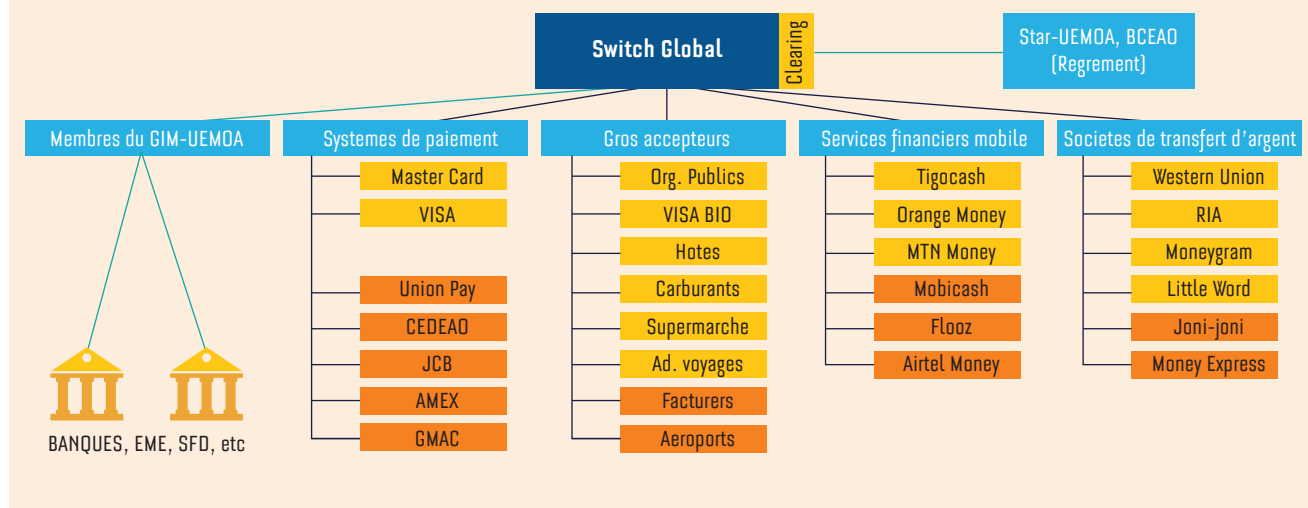 Switch Global
Clearing
Star-UEMOA, BCEAO
(Regrement)
Membres du GIM-UEMOA
BANQUES, EME, SFD, etc
Systemes de paiement
Master Card
VISA
Union Pay
CEDEAO
JCB
AMEX
GMAC
Gros accepteurs
Org. Publics
VISA BIO
Hotes
Carburants
Supermarche
Ad. voyages
Facturers
Aeroports
Services financiers mobile
Tigocash
Orange Money
MTN Money
Mobicash
Flooz
Airtel Money
Societes de transfert d'argent
Western Union
RIA
Moneygram
Little Word
Joni-joni
Money Express